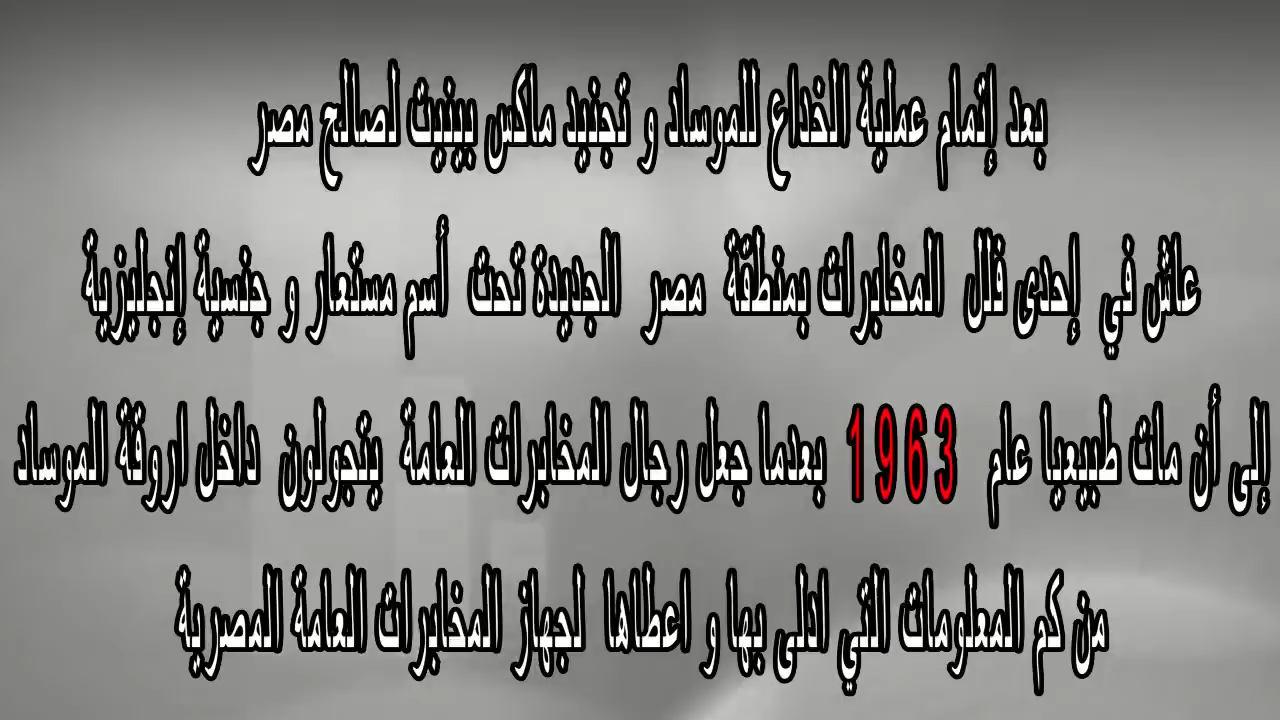 بعد إتمام عملية الخداع للموساد و تجنيد ماكس بينيت لصالح مصر
عاش في إحدى فلل المخابرات بمنطقة مصر الجديدة تحت أسم مستعار و جنسية إنجليزية
إلى أن مات طبيعيا عام 1963 بعدما جعل رجال المخابرات العامة يتجولون داخل اروقة الموساد
من كم المعلومات التي ادلى بها و اعطاها لجهاز المخابرات العامة المصرية